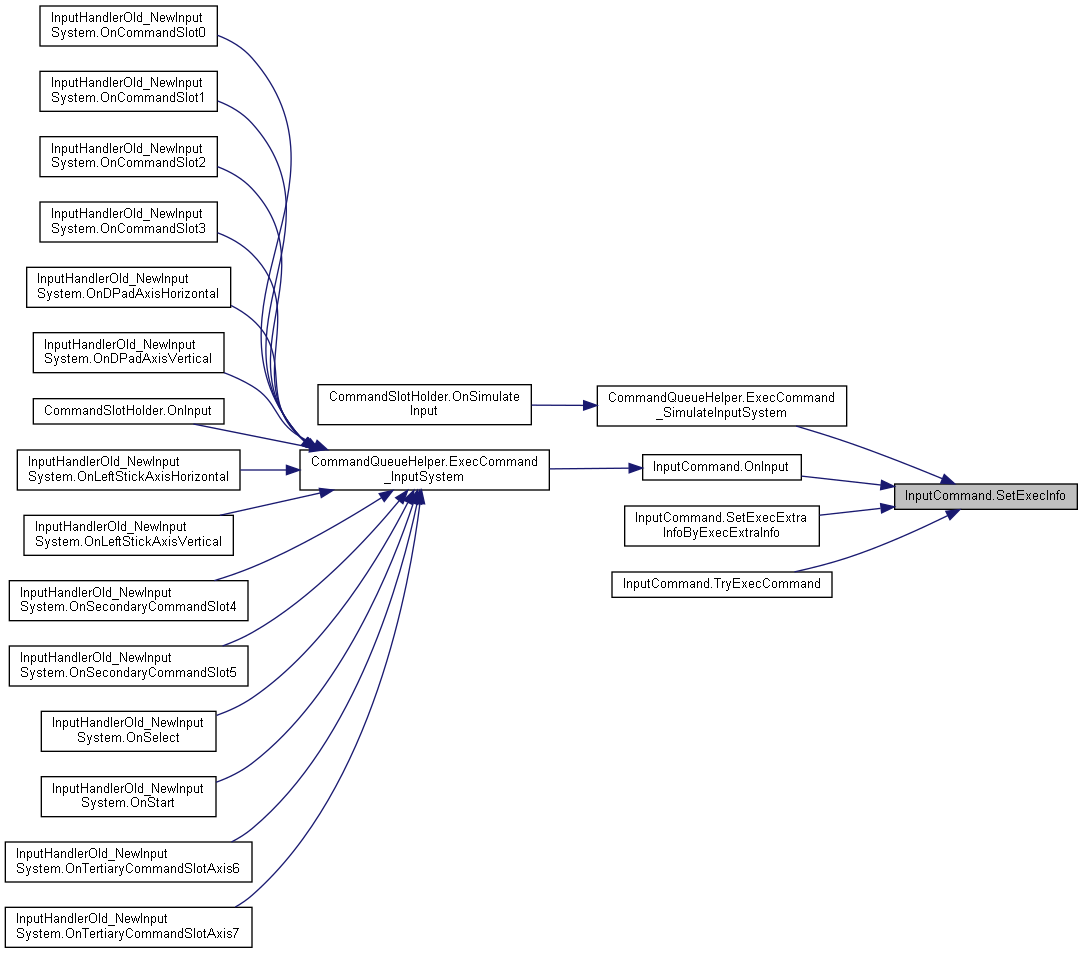 InputHandlerOld_NewInput
System.OnCommandSlot0
InputHandlerOld_NewInput
System.OnCommandSlot1
InputHandlerOld_NewInput
System.OnCommandSlot2
InputHandlerOld_NewInput
System.OnCommandSlot3
InputHandlerOld_NewInput
System.OnDPadAxisHorizontal
InputHandlerOld_NewInput
System.OnDPadAxisVertical
CommandSlotHolder.OnInput
InputHandlerOld_NewInput
System.OnLeftStickAxisHorizontal
InputHandlerOld_NewInput
System.OnLeftStickAxisVertical
InputHandlerOld_NewInput
System.OnSecondaryCommandSlot4
InputHandlerOld_NewInput
System.OnSecondaryCommandSlot5
InputHandlerOld_NewInput
System.OnSelect
InputHandlerOld_NewInput
System.OnStart
InputHandlerOld_NewInput
System.OnTertiaryCommandSlotAxis6
InputHandlerOld_NewInput
System.OnTertiaryCommandSlotAxis7
CommandSlotHolder.OnSimulate
Input
CommandQueueHelper.ExecCommand
_InputSystem
CommandQueueHelper.ExecCommand
_SimulateInputSystem
InputCommand.OnInput
InputCommand.SetExecExtra
InfoByExecExtraInfo
InputCommand.TryExecCommand
InputCommand.SetExecInfo